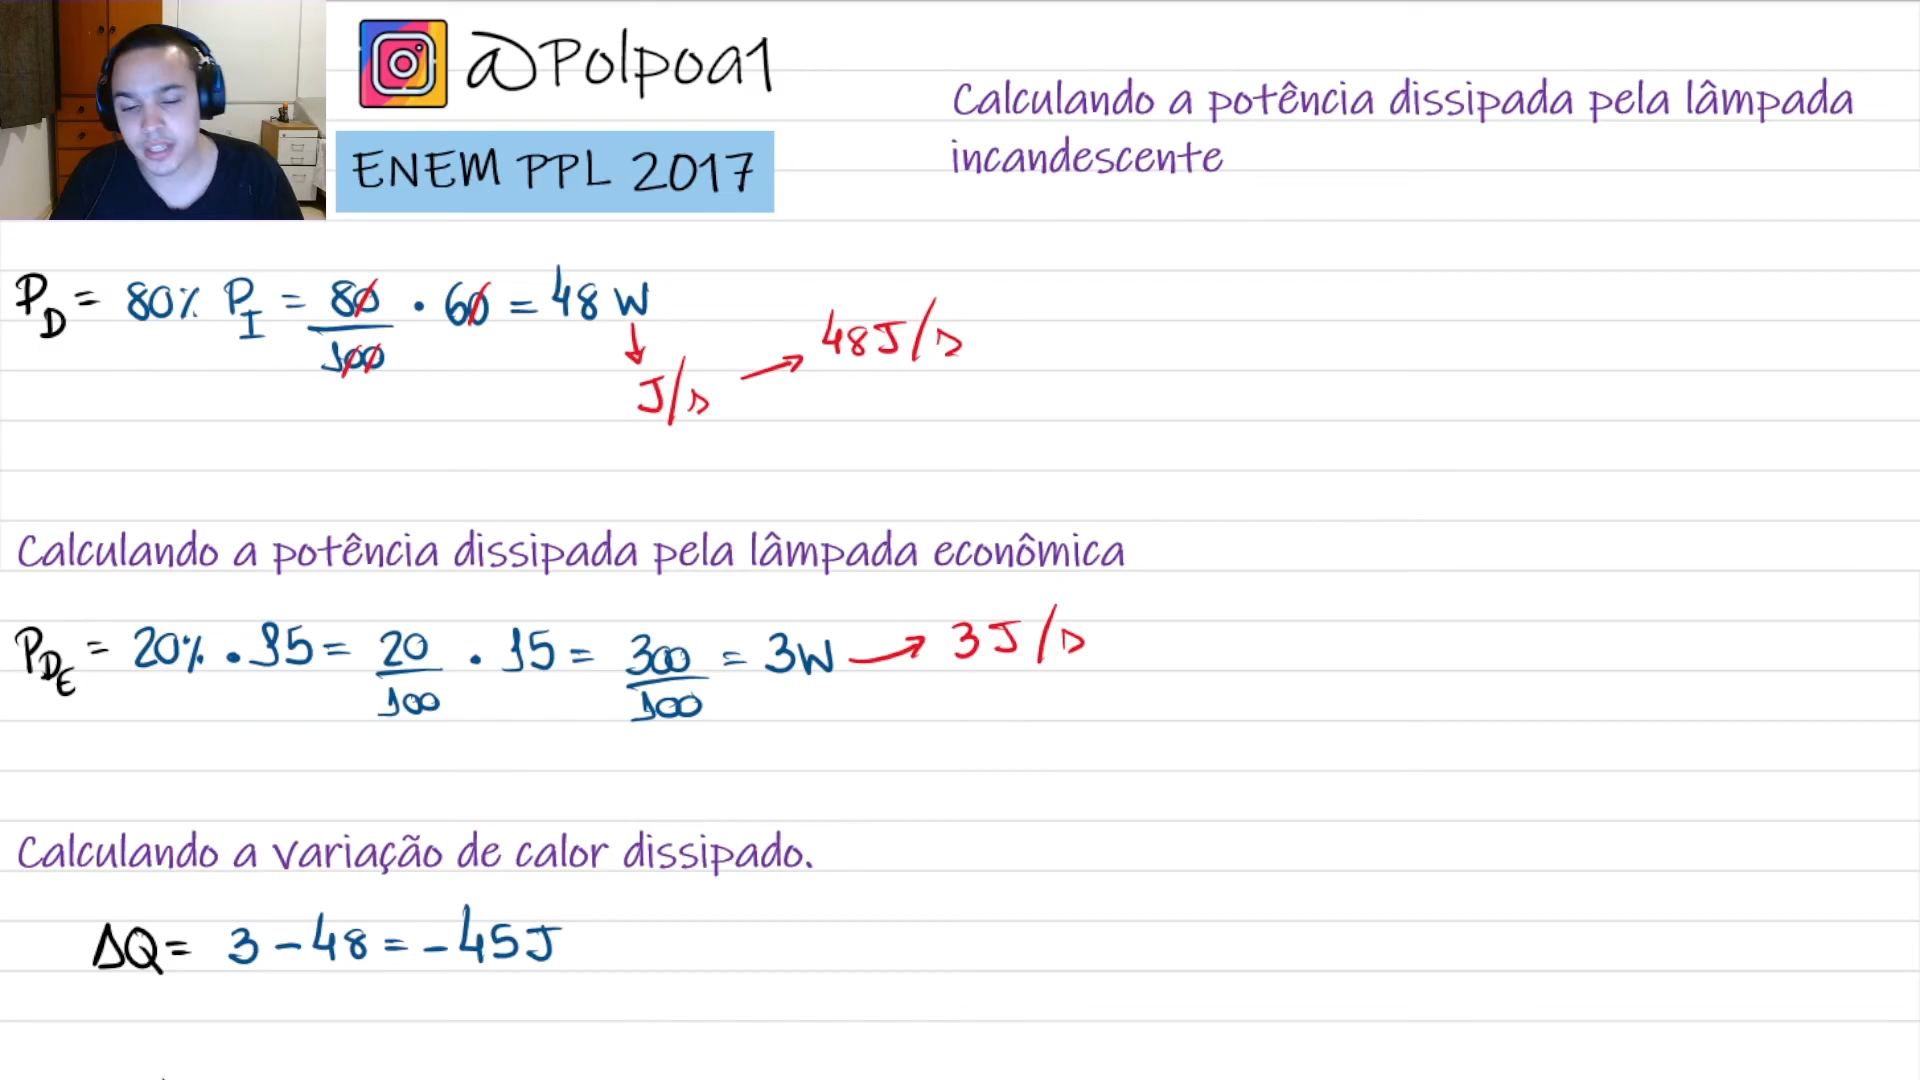 @Polpoa1
ENEM PPL 2017
Calculando a potência dissipada pela lâmpada
incandescente
P_D = 80% P_I = 80/100 · 60 = 48 W
J/s → 48J/s
Calculando a potência dissipada pela lâmpada econômica
P_DE = 20% · 15 = 20/100 · 15 = 300/100 = 3W → 3J/s
Calculando a variação de calor dissipado.
ΔQ = 3 - 48 = -45J